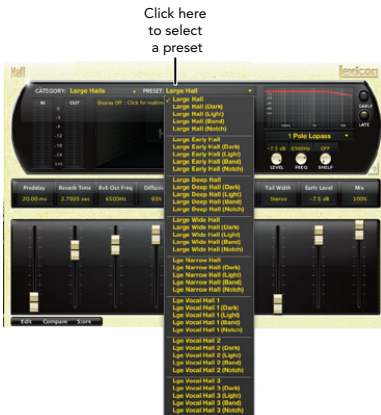 Click here
to select
a preset
Hall
lexicon
CATEGORY: Large Halls
PRESET: Large Hall
IN OUT
Display Off : Click for realtim
EARLY
LATE
1 Pole Lopass
-7.5 dB 6500Hz OFF
LEVEL FREQ SHELF
Predelay Reverb Time Rvb Out Freq Diffusi
20.00 ms 2.7925 sec 6500Hz 93%
Tail Width Early Level Mix
Stereo -7.5 dB 100%
Large Hall
Large Hall (Dark)
Large Hall (Light)
Large Hall (Band)
Large Hall (Notch)
Large Early Hall
Large Early Hall (Dark)
Large Early Hall (Light)
Large Early Hall (Band)
Large Early Hall (Notch)
Large Deep Hall
Large Deep Hall (Dark)
Large Deep Hall (Light)
Large Deep Hall (Band)
Large Deep Hall (Notch)
Large Wide Hall
Large Wide Hall (Dark)
Large Wide Hall (Light)
Large Wide Hall (Band)
Large Wide Hall (Notch)
Lge Narrow Hall
Lge Narrow Hall (Dark)
Lge Narrow Hall (Light)
Lge Narrow Hall (Band)
Lge Narrow Hall (Notch)
Lge Vocal Hall 1
Lge Vocal Hall 1 (Dark)
Lge Vocal Hall 1 (Light)
Lge Vocal Hall 1 (Band)
Lge Vocal Hall 1 (Notch)
Lge Vocal Hall 2
Lge Vocal Hall 2 (Dark)
Lge Vocal Hall 2 (Light)
Lge Vocal Hall 2 (Band)
Lge Vocal Hall 2 (Notch)
Lge Vocal Hall 3
Lge Vocal Hall 3 (Dark)
Lge Vocal Hall 3 (Light)
Lge Vocal Hall 3 (Band)
Lge Vocal Hall 3 (Notch)
Edit Compare Store